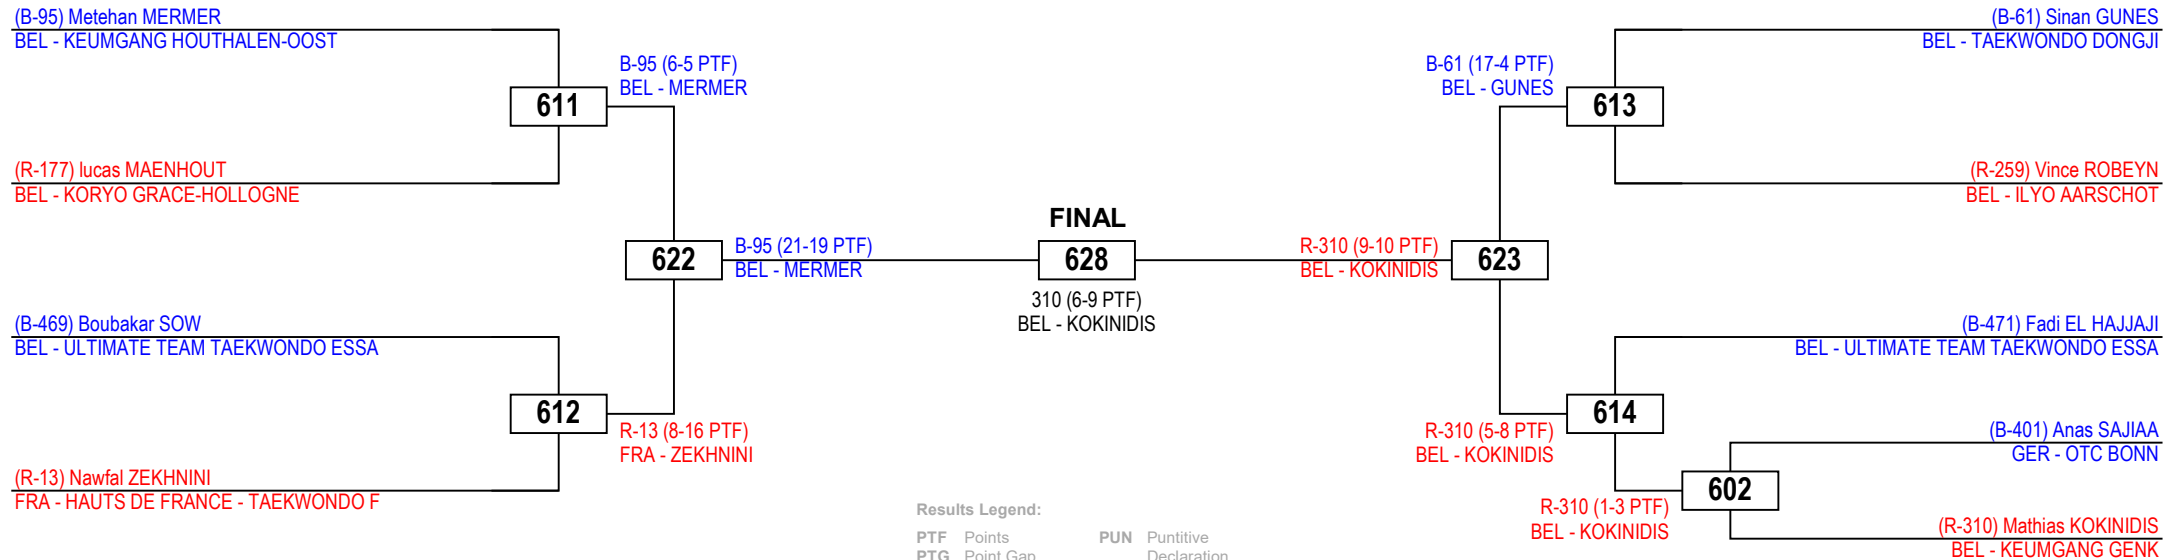 (B-95) Metehan MERMER
BEL - KEUMGANG HOUTHALEN-OOST
B-95 (6-5 PTF)
BEL - MERMER
611
(R-177) lucas MAENHOUT
BEL - KORYO GRACE-HOLLOGNE
622
B-95 (21-19 PTF)
BEL - MERMER
(B-469) Boubakar SOW
BEL - ULTIMATE TEAM TAEKWONDO ESSA
612
R-13 (8-16 PTF)
FRA - ZEKHNINI
(R-13) Nawfal ZEKHNINI
FRA - HAUTS DE FRANCE - TAEKWONDO F
FINAL
628
310 (6-9 PTF)
BEL - KOKINIDIS
(B-61) Sinan GUNES
BEL - TAEKWONDO DONGJI
B-61 (17-4 PTF)
BEL - GUNES
613
(R-259) Vince ROBEYN
BEL - ILYO AARSCHOT
R-310 (9-10 PTF)
BEL - KOKINIDIS
623
(B-471) Fadi EL HAJJAJI
BEL - ULTIMATE TEAM TAEKWONDO ESSA
614
R-310 (5-8 PTF)
BEL - KOKINIDIS
(B-401) Anas SAJIAA
GER - OTC BONN
602
R-310 (1-3 PTF)
BEL - KOKINIDIS
(R-310) Mathias KOKINIDIS
BEL - KEUMGANG GENK
Results Legend:
PTF Points PUN Puntitive
PTG Point Gap Declaration